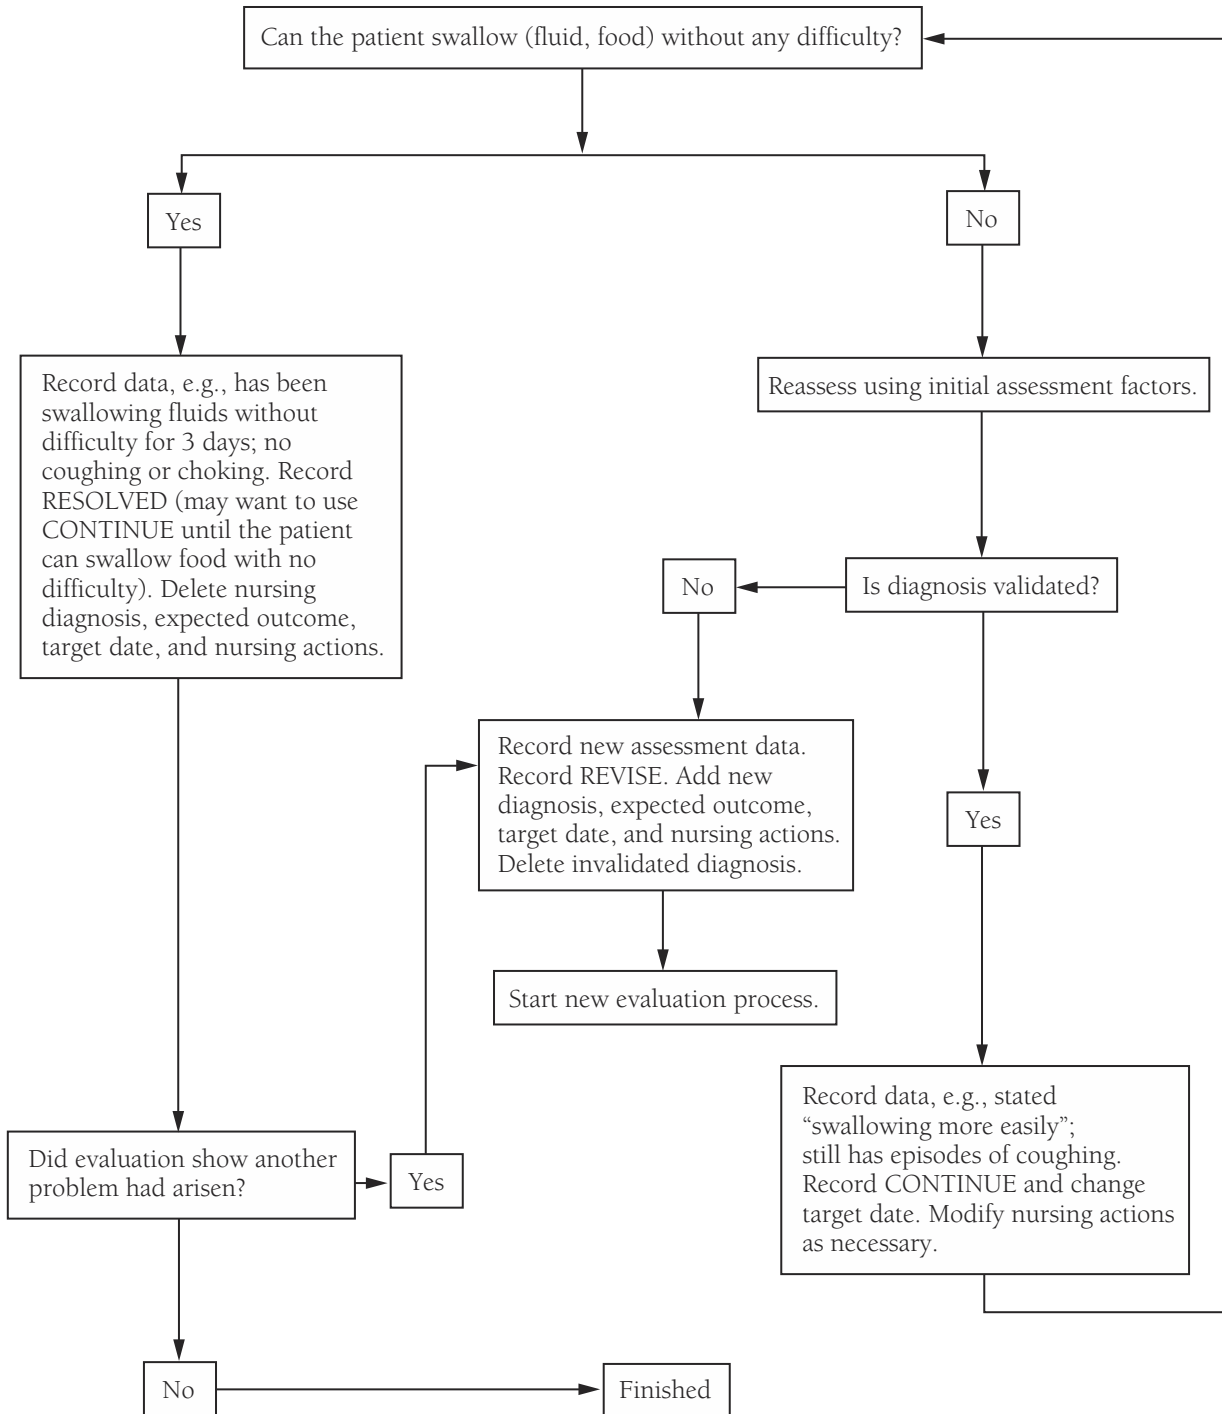 Can the patient swallow (fluid, food) without any difficulty?
Yes
No
Record data, e.g., has been
swallowing fluids without
difficulty for 3 days; no
coughing or choking. Record
RESOLVED (may want to use
CONTINUE until the patient
can swallow food with no
difficulty). Delete nursing
diagnosis, expected outcome,
target date, and nursing actions.
Reassess using initial assessment factors.
Is diagnosis validated?
No
Record new assessment data.
Record REVISE. Add new
diagnosis, expected outcome,
target date, and nursing actions.
Delete invalidated diagnosis.
Yes
Start new evaluation process.
Record data, e.g., stated
“swallowing more easily”;
still has episodes of coughing.
Record CONTINUE and change
target date. Modify nursing actions
as necessary.
Did evaluation show another
problem had arisen?
Yes
No
Finished